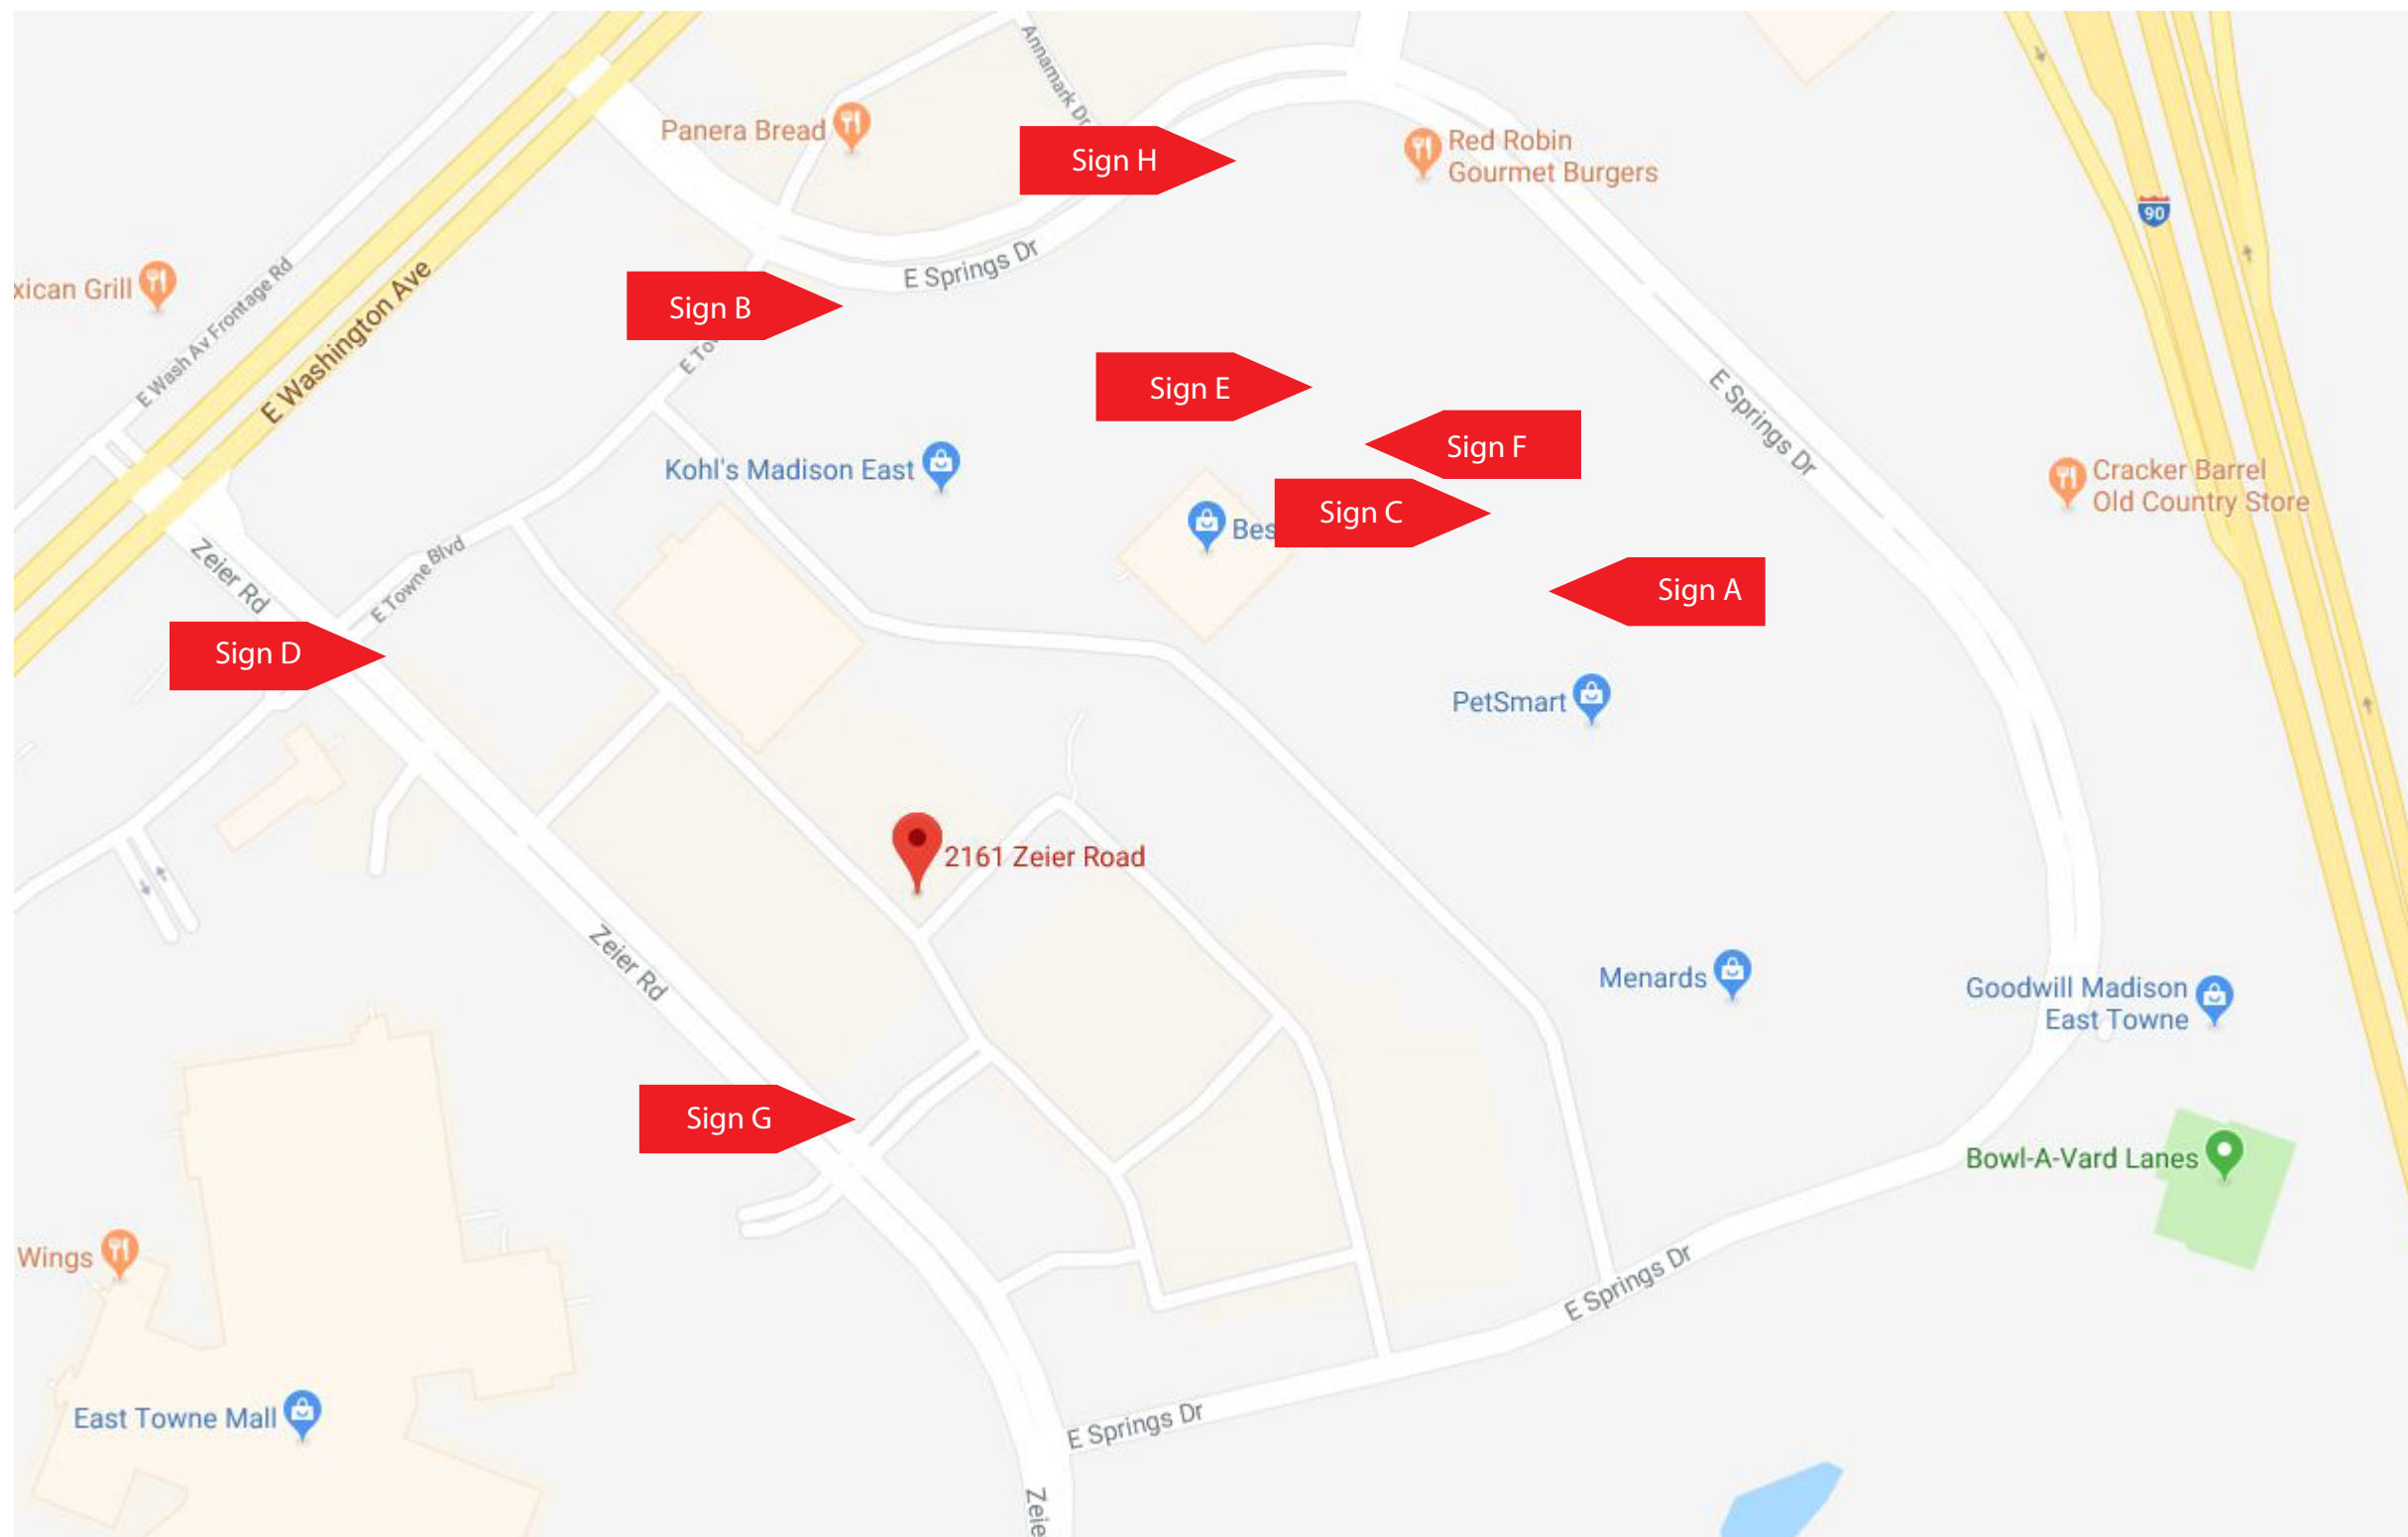 Annamark Dr
Panera Bread
Sign H
Red Robin
Gourmet Burgers
90
E Springs Dr
xican Grill
E Wash Av Frontage Rd
E Washington Ave
Sign B
Sign E
E Springs Dr
Sign F
Kohl's Madison East
Cracker Barrel
Old Country Store
Sign C
Zeier Rd
E Towne Blvd
Sign A
Sign D
PetSmart
2161 Zeier Road
Zeier Rd
Menards
Goodwill Madison
East Towne
Sign G
Bowl-A-Vard Lanes
Wings
E Springs Dr
East Towne Mall
E Springs Dr